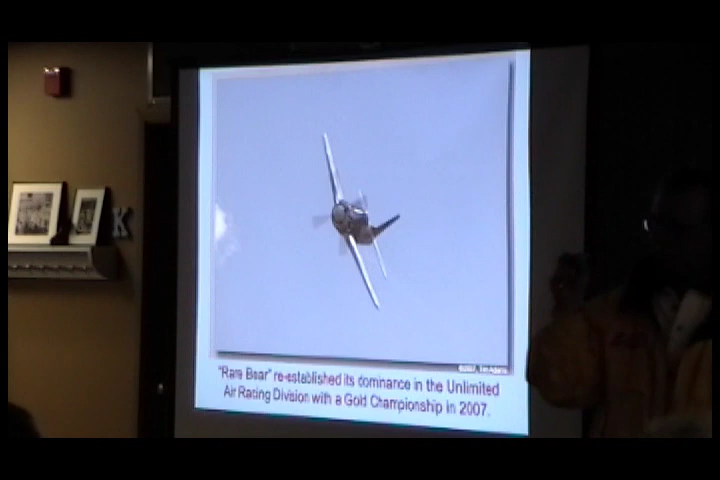 K
"Rare Bear" re-established its dominance in the Unlimited
Air Racing Division with a Gold Championship in 2007.